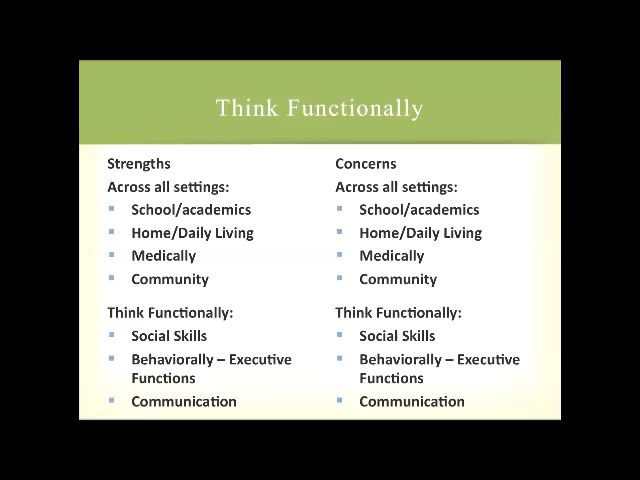 Think Functionally
Strengths
Across all settings:
School/academics
Home/Daily Living
Medically
Community
Think Functionally:
Social Skills
Behaviorally – Executive
Functions
Communication
Concerns
Across all settings:
School/academics
Home/Daily Living
Medically
Community
Think Functionally:
Social Skills
Behaviorally – Executive
Functions
Communication